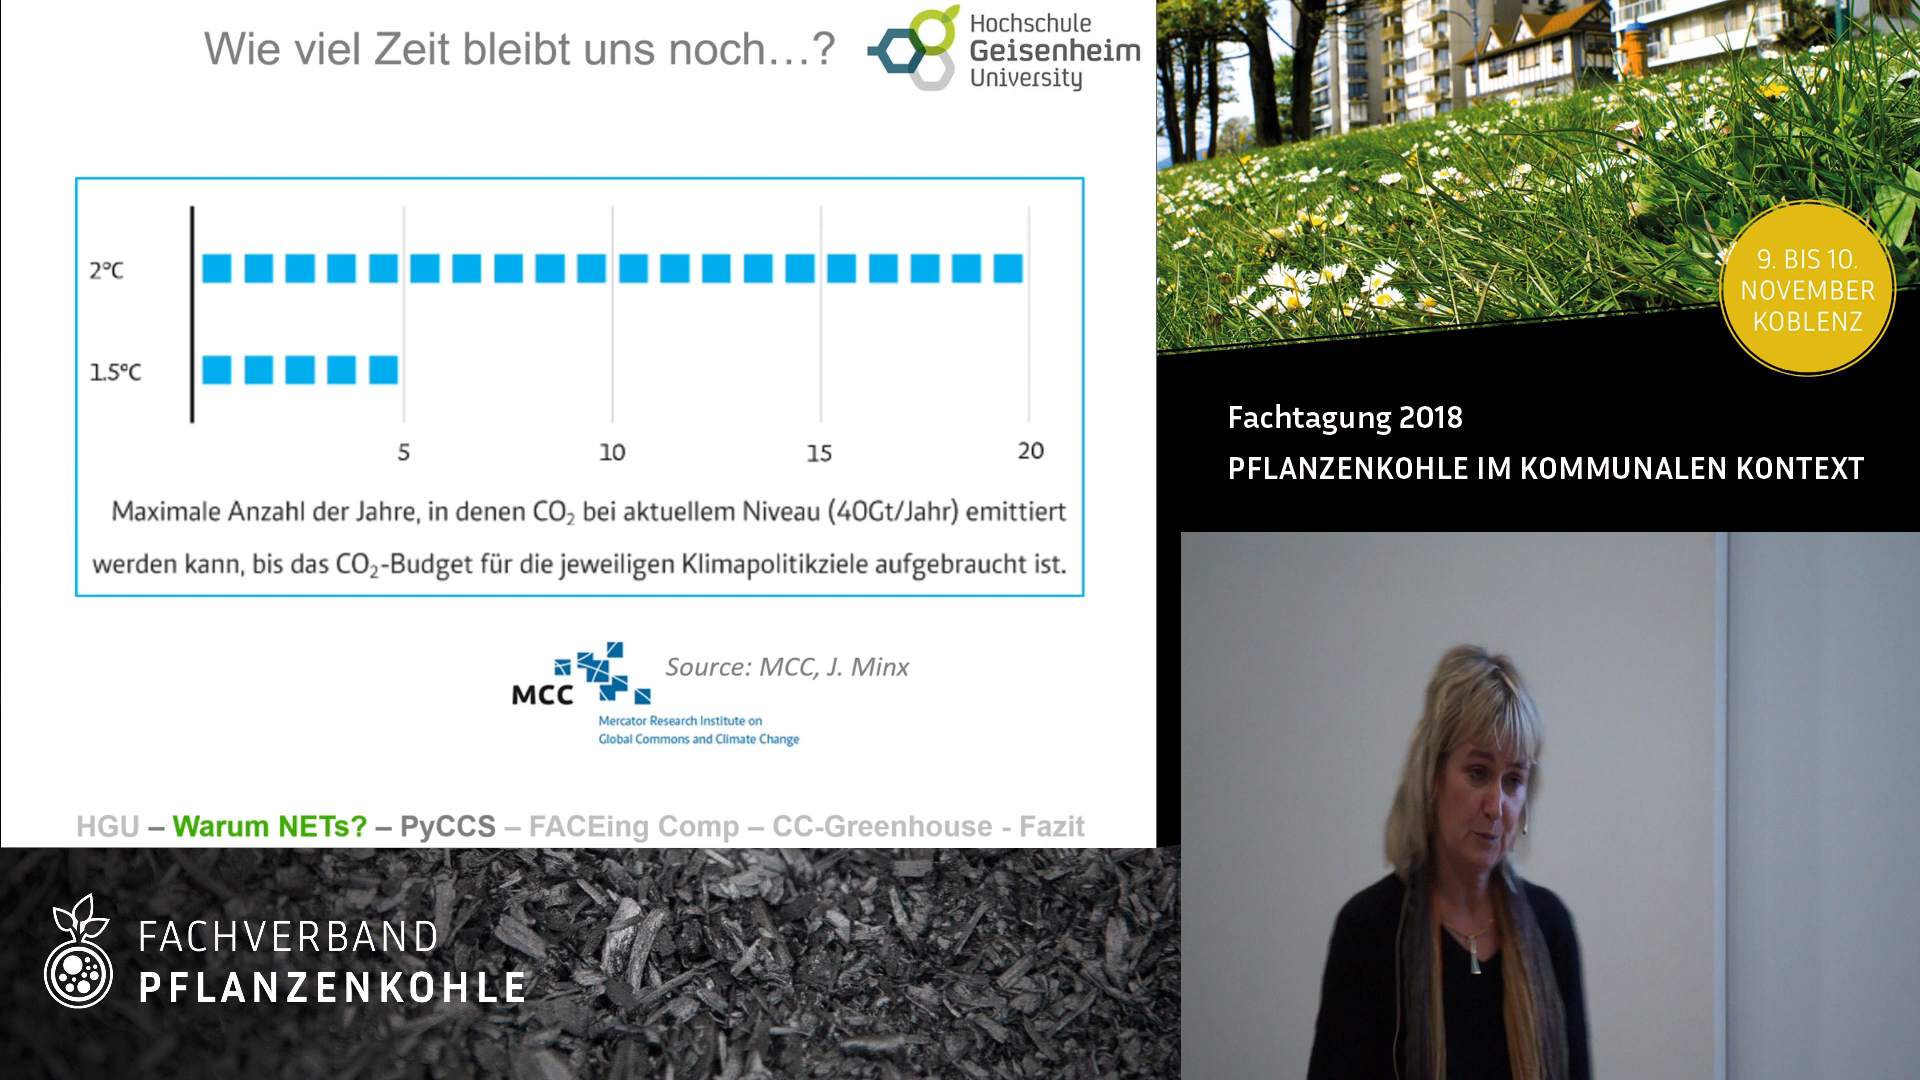 Wie viel Zeit bleibt uns noch…?
Hochschule
Geisenheim
University
2°C
1.5°C
5
10
15
20
Maximale Anzahl der Jahre, in denen CO₂ bei aktuellem Niveau (40Gt/Jahr) emittiert
werden kann, bis das CO₂-Budget für die jeweiligen Klimapolitikziele aufgebraucht ist.
MCC
Source: MCC, J. Minx
Mercator Research Institute on
Global Commons and Climate Change
HGU – Warum NETs? – PyCCS – FACEing Comp – CC-Greenhouse - Fazit
9. BIS 10.
NOVEMBER
KOBLENZ
Fachtagung 2018
PFLANZENKOHLE IM KOMMUNALEN KONTEXT
FACHVERBAND
PFLANZENKOHLE